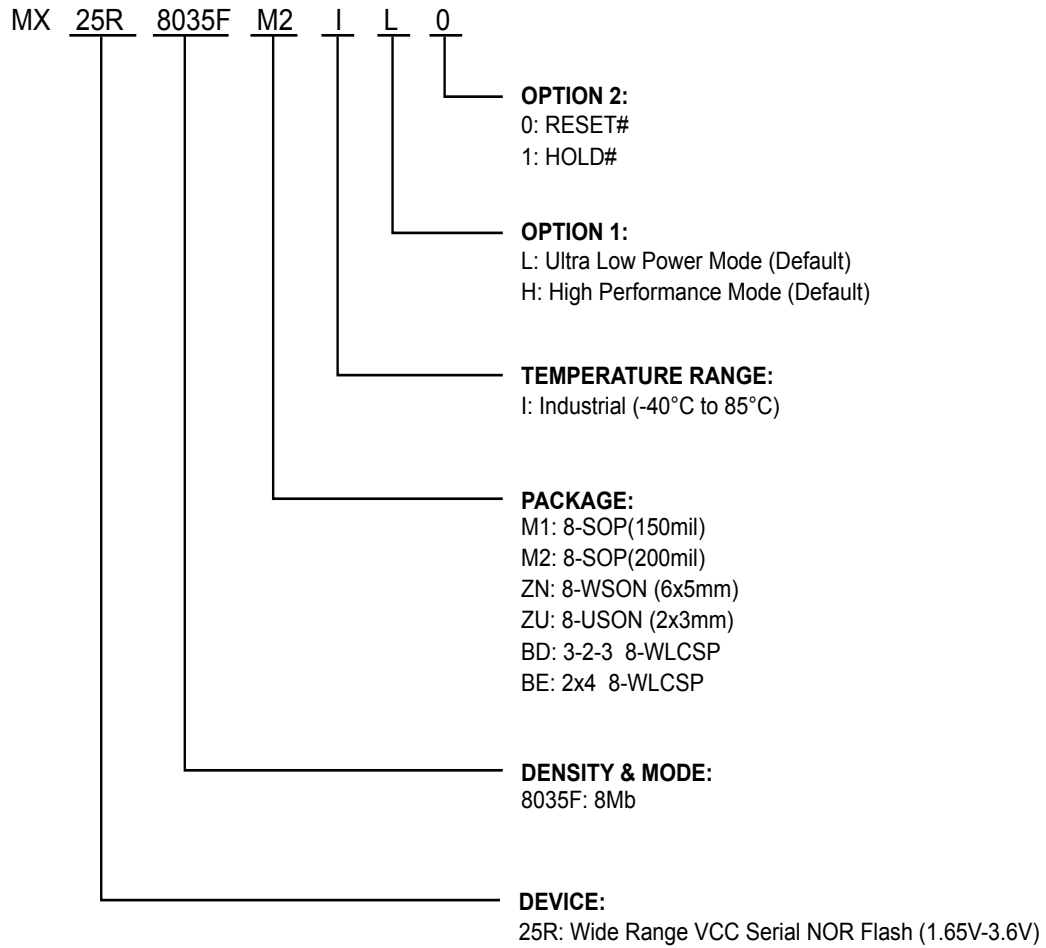 MX 25R 8035F M2 I L 0
OPTION 2:
0: RESET#
1: HOLD#
OPTION 1:
L: Ultra Low Power Mode (Default)
H: High Performance Mode (Default)
TEMPERATURE RANGE:
I: Industrial (-40°C to 85°C)
PACKAGE:
M1: 8-SOP(150mil)
M2: 8-SOP(200mil)
ZN: 8-WSON (6x5mm)
ZU: 8-USON (2x3mm)
BD: 3-2-3 8-WLCSP
BE: 2x4 8-WLCSP
DENSITY & MODE:
8035F: 8Mb
DEVICE:
25R: Wide Range VCC Serial NOR Flash (1.65V-3.6V)